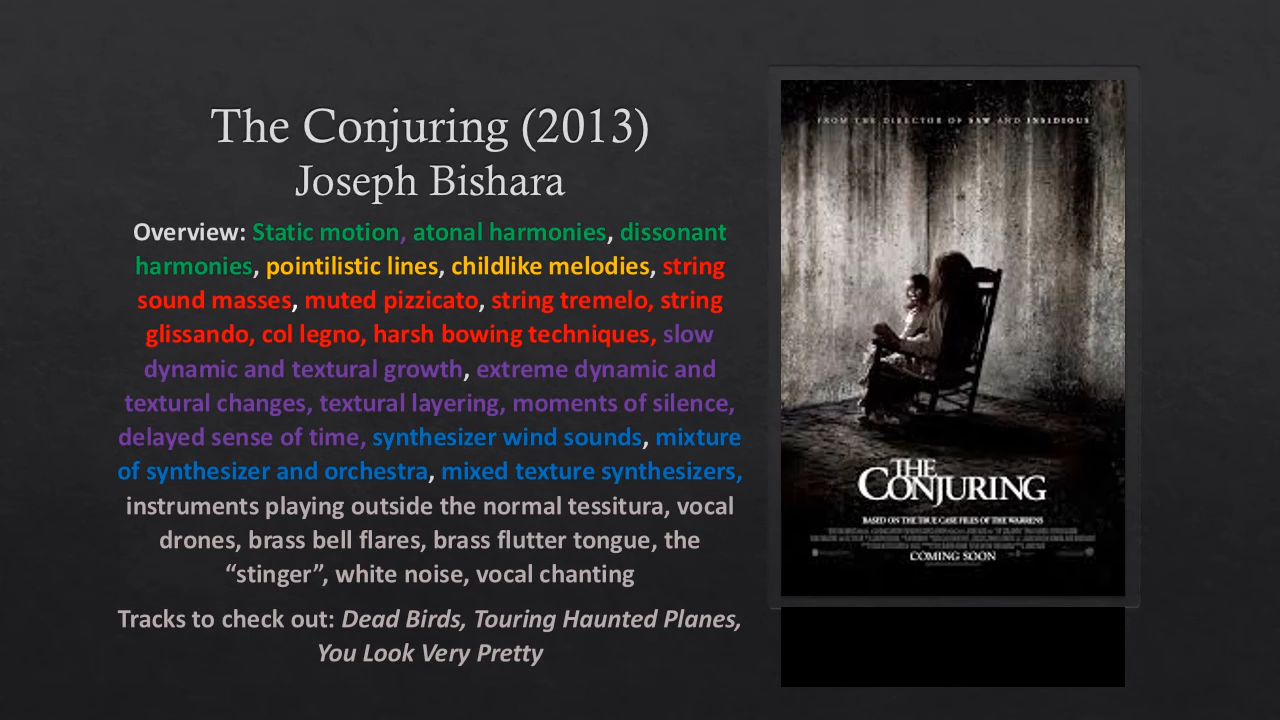 The Conjuring (2013)
Joseph Bishara
Overview: Static motion, atonal harmonies, dissonant
harmonies, pointilistic lines, childlike melodies, string
sound masses, muted pizzicato, string tremelo, string
glissando, col legno, harsh bowing techniques, slow
dynamic and textural growth, extreme dynamic and
textural changes, textural layering, moments of silence,
delayed sense of time, synthesizer wind sounds, mixture
of synthesizer and orchestra, mixed texture synthesizers,
instruments playing outside the normal tessitura, vocal
drones, brass bell flares, brass flutter tongue, the
“stinger”, white noise, vocal chanting
Tracks to check out: Dead Birds, Touring Haunted Planes,
You Look Very Pretty
FROM THE DIRECTOR OF SAW AND INSIDIOUS
THE
CONJURING
BASED ON THE TRUE CASE FILES OF THE WARRENS
COMING SOON